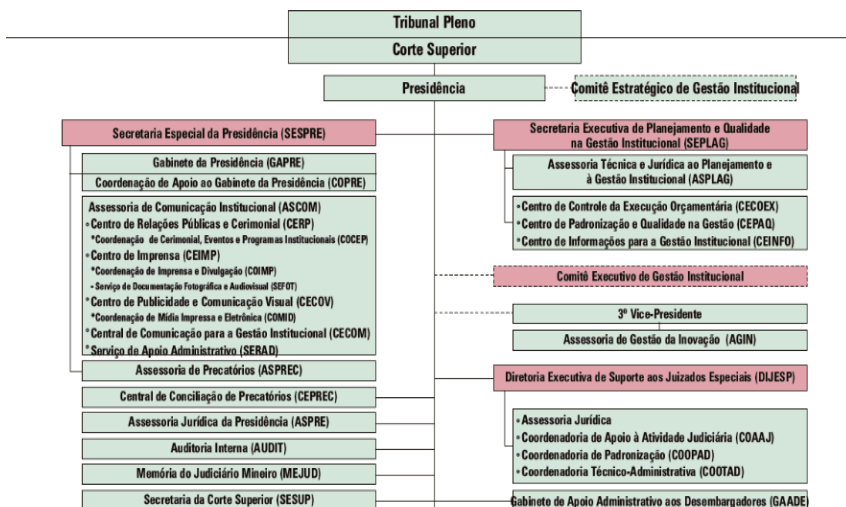 Tribunal Pleno
Corte Superior
Presidência
Comitê Estratégico de Gestão Institucional
Secretaria Especial da Presidência (SESPRE)
Gabinete da Presidência (GAPRE)
Coordenação de Apoio ao Gabinete da Presidência (COPRE)
Assessoria de Comunicação Institucional (ASCOM)
• Centro de Relações Públicas e Cerimonial (CERP)
*Coordenação de Cerimonial, Eventos e Programas Institucionais (COCEP)
• Centro de Imprensa (CEIMP)
*Coordenação de Imprensa e Divulgação (COIMP)
- Serviço de Documentação Fotográfica e Audiovisual (SEFOT)
• Centro de Publicidade e Comunicação Visual (CECOV)
*Coordenação de Mídia Impressa e Eletrônica (COMID)
* Central de Comunicação para a Gestão Institucional (CECOM)
* Serviço de Apoio Administrativo (SERAD)
Assessoria de Precatórios (ASPREC)
Central de Conciliação de Precatórios (CEPREC)
Assessoria Jurídica da Presidência (ASPRE)
Auditoria Interna (AUDIT)
Memória do Judiciário Mineiro (MEJUD)
Secretaria da Corte Superior (SESUP)
Secretaria Executiva de Planejamento e Qualidade
na Gestão Institucional (SEPLAG)
Assessoria Técnica e Jurídica ao Planejamento e
à Gestão Institucional (ASPLAG)
• Centro de Controle da Execução Orçamentária (CECOEX)
• Centro de Padronização e Qualidade na Gestão (CEPAQ)
• Centro de Informações para a Gestão Institucional (CEINFO)
Comitê Executivo de Gestão Institucional
3º Vice-Presidente
Assessoria de Gestão da Inovação (AGIN)
Diretoria Executiva de Suporte aos Juizados Especiais (DIJESP)
• Assessoria Jurídica
• Coordenadoria de Apoio à Atividade Judiciária (COAAJ)
• Coordenadoria de Padronização (COOPAD)
• Coordenadoria Técnico-Administrativa (COOTAD)
Gabinete de Apoio Administrativo aos Desembargadores (GAADE)